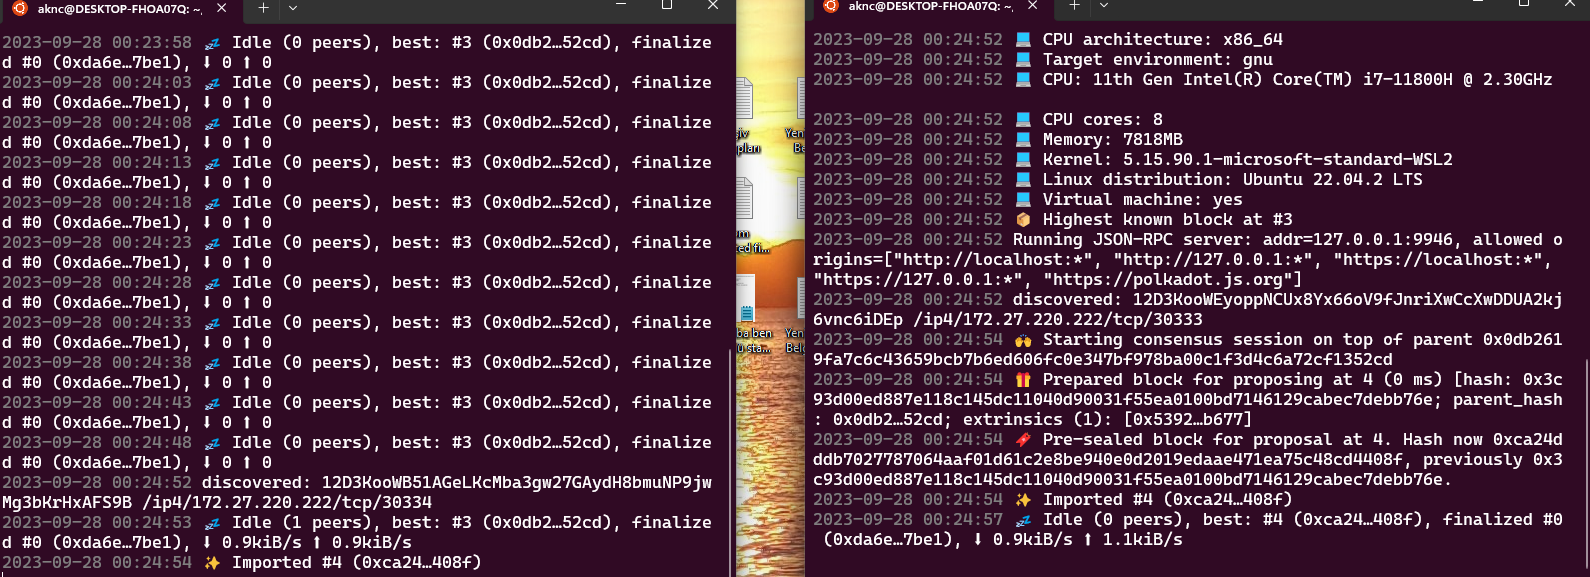 aknc@DESKTOP-FHOA07Q: ~,
2023-09-28 00:23:58 💤 Idle (0 peers), best: #3 (0x0db2…52cd), finalize
d #0 (0xda6e…7be1), ⬇ 0 ⬆ 0
2023-09-28 00:24:03 💤 Idle (0 peers), best: #3 (0x0db2…52cd), finalize
d #0 (0xda6e…7be1), ⬇ 0 ⬆ 0
2023-09-28 00:24:08 💤 Idle (0 peers), best: #3 (0x0db2…52cd), finalize
d #0 (0xda6e…7be1), ⬇ 0 ⬆ 0
2023-09-28 00:24:13 💤 Idle (0 peers), best: #3 (0x0db2…52cd), finalize
d #0 (0xda6e…7be1), ⬇ 0 ⬆ 0
2023-09-28 00:24:18 💤 Idle (0 peers), best: #3 (0x0db2…52cd), finalize
d #0 (0xda6e…7be1), ⬇ 0 ⬆ 0
2023-09-28 00:24:23 💤 Idle (0 peers), best: #3 (0x0db2…52cd), finalize
d #0 (0xda6e…7be1), ⬇ 0 ⬆ 0
2023-09-28 00:24:28 💤 Idle (0 peers), best: #3 (0x0db2…52cd), finalize
d #0 (0xda6e…7be1), ⬇ 0 ⬆ 0
2023-09-28 00:24:33 💤 Idle (0 peers), best: #3 (0x0db2…52cd), finalize
d #0 (0xda6e…7be1), ⬇ 0 ⬆ 0
2023-09-28 00:24:38 💤 Idle (0 peers), best: #3 (0x0db2…52cd), finalize
d #0 (0xda6e…7be1), ⬇ 0 ⬆ 0
2023-09-28 00:24:43 💤 Idle (0 peers), best: #3 (0x0db2…52cd), finalize
d #0 (0xda6e…7be1), ⬇ 0 ⬆ 0
2023-09-28 00:24:48 💤 Idle (0 peers), best: #3 (0x0db2…52cd), finalize
d #0 (0xda6e…7be1), ⬇ 0 ⬆ 0
2023-09-28 00:24:52 discovered: 12D3KooWB51AGeLKcMba3gw27GAydH8bmuNP9jw
Mg3bKrHxAFS9B /ip4/172.27.220.222/tcp/30334
2023-09-28 00:24:53 💤 Idle (1 peers), best: #3 (0x0db2…52cd), finalize
d #0 (0xda6e…7be1), ⬇ 0.9kiB/s ⬆ 0.9kiB/s
2023-09-28 00:24:54 ✨ Imported #4 (0xca24…408f)
aknc@DESKTOP-FHOA07Q: ~,
2023-09-28 00:24:52 💻 CPU architecture: x86_64
2023-09-28 00:24:52 💻 Target environment: gnu
2023-09-28 00:24:52 💻 CPU: 11th Gen Intel(R) Core(TM) i7-11800H @ 2.30GHz
2023-09-28 00:24:52 💻 CPU cores: 8
2023-09-28 00:24:52 💻 Memory: 7818MB
2023-09-28 00:24:52 💻 Kernel: 5.15.90.1-microsoft-standard-WSL2
2023-09-28 00:24:52 💻 Linux distribution: Ubuntu 22.04.2 LTS
2023-09-28 00:24:52 💻 Virtual machine: yes
2023-09-28 00:24:52 📦 Highest known block at #3
2023-09-28 00:24:52 Running JSON-RPC server: addr=127.0.0.1:9946, allowed o
rigins=["http://localhost:*", "http://127.0.0.1:*", "https://localhost:*",
"https://127.0.0.1:*", "https://polkadot.js.org"]
2023-09-28 00:24:52 discovered: 12D3KooWEyoppNCUx8Yx66oV9fJnriXwCcXwDDUA2kj
6vnc6iDEp /ip4/172.27.220.222/tcp/30333
2023-09-28 00:24:54 🙌 Starting consensus session on top of parent 0x0db261
9fa7c6c43659bcb7b6ed606fc0e347bf978ba00c1f3d4c6a72cf1352cd
2023-09-28 00:24:54 🎁 Prepared block for proposing at 4 (0 ms) [hash: 0x3c
93d00ed887e118c145dc11040d90031f55ea0100bd7146129cabec7debb76e; parent_hash
: 0x0db2…52cd; extrinsics (1): [0x5392…b677]
2023-09-28 00:24:54 🔖 Pre-sealed block for proposal at 4. Hash now 0xca24d
ddb7027787064aaf01d61c2e8be940e0d2019edaae471ea75c48cd4408f, previously 0x3
c93d00ed887e118c145dc11040d90031f55ea0100bd7146129cabec7debb76e.
2023-09-28 00:24:54 ✨ Imported #4 (0xca24…408f)
2023-09-28 00:24:57 💤 Idle (0 peers), best: #4 (0xca24…408f), finalized #0
(0xda6e…7be1), ⬇ 0.9kiB/s ⬆ 1.1kiB/s